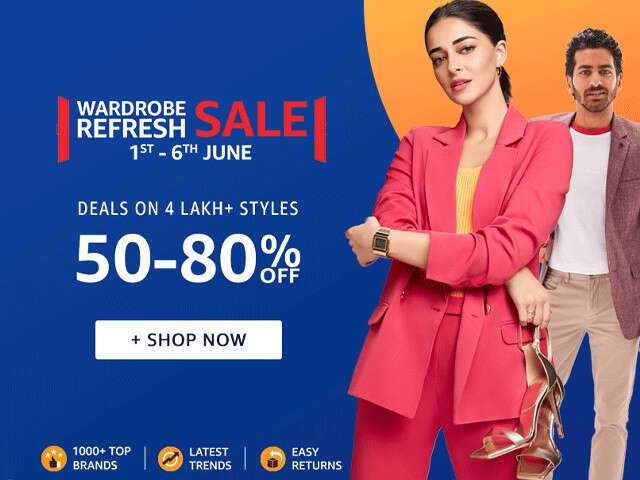 WARDROBE
REFRESH SALE
1ST - 6TH JUNE
DEALS ON 4 LAKH+ STYLES
50-80% OFF
+ SHOP NOW
1000+ TOP
BRANDS
LATEST
TRENDS
EASY
RETURNS